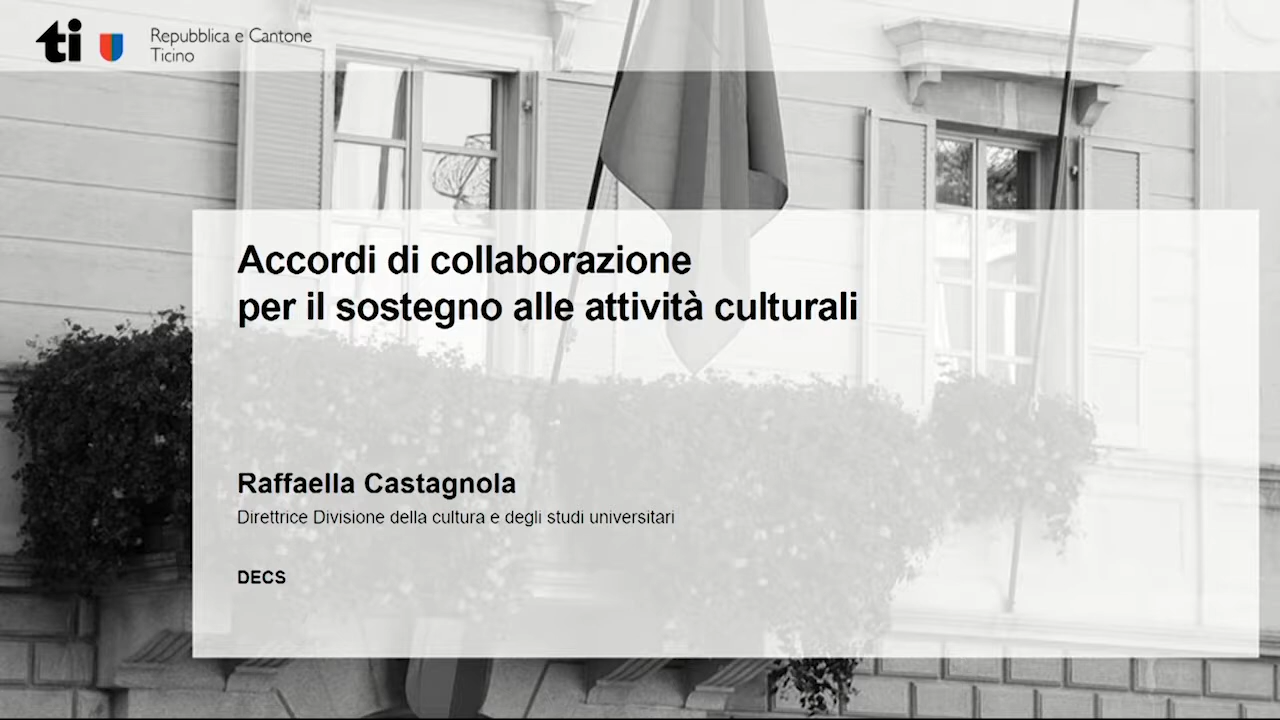 ti
Repubblica e Cantone
Ticino
Accordi di collaborazione
per il sostegno alle attività culturali
Raffaella Castagnola
Direttrice Divisione della cultura e degli studi universitari
DECS